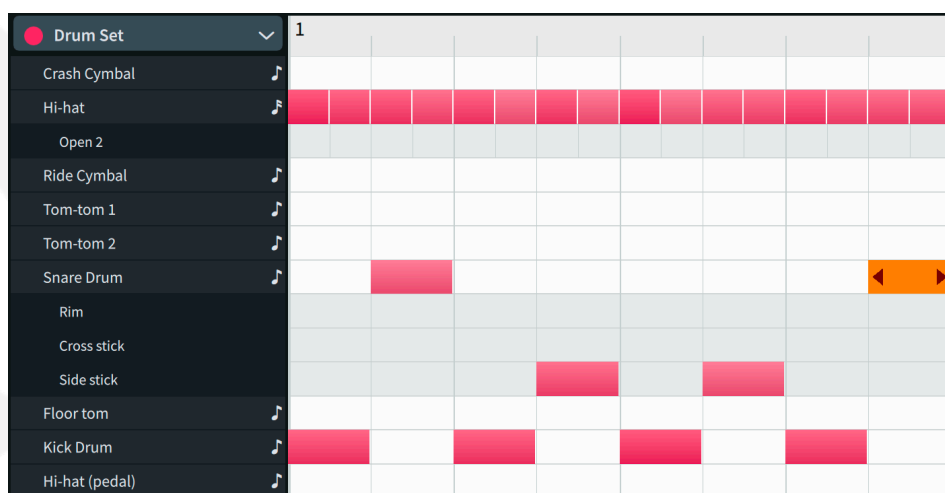 Drum Set
1
Crash Cymbal
Hi-hat
Open 2
Ride Cymbal
Tom-tom 1
Tom-tom 2
Snare Drum
Rim
Cross stick
Side stick
Floor tom
Kick Drum
Hi-hat (pedal)